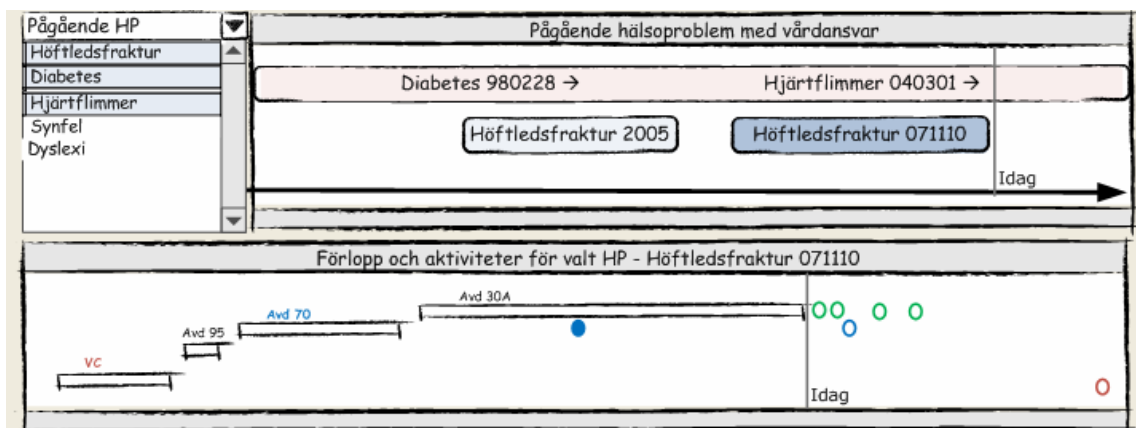 Pågående HP
Höftledsfraktur
Diabetes
Hjärtflimmer
Synfel
Dyslexi
Pågående hälsoproblem med vårdansvar
Diabetes 980228 →
Hjärtflimmer 040301 →
Höftledsfraktur 2005
Höftledsfraktur 071110
Idag
Förlopp och aktiviteter för valt HP - Höftledsfraktur 071110
Avd 30A
Avd 70
Avd 95
VC
Idag